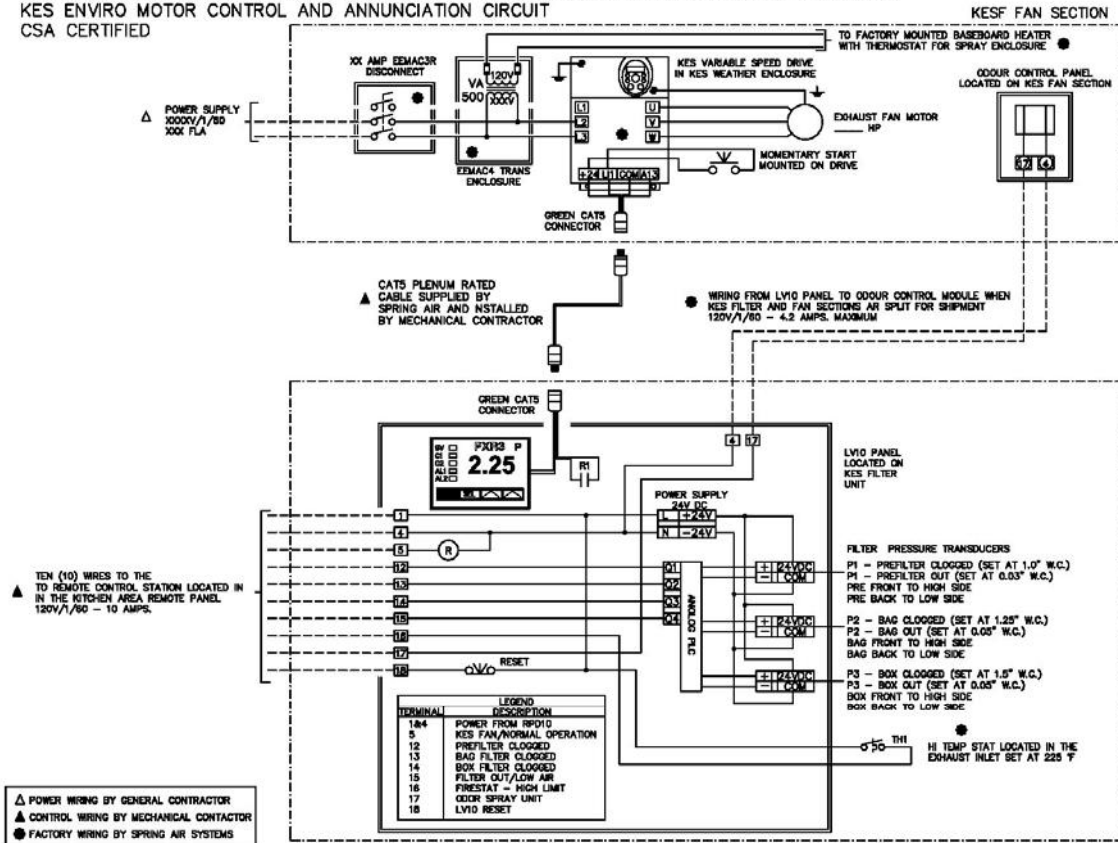 KES ENVIRO MOTOR CONTROL AND ANNUNCIATION CIRCUIT
CSA CERTIFIED
KESF FAN SECTION
TO FACTORY MOUNTED BASEBOARD HEATER
WITH THERMOSTAT FOR SPRAY ENCLOSURE
XX AMP EEMAC3R
DISCONNECT
VA
500
120V
XXXV
KES VARIABLE SPEED DRIVE
IN KES WEATHER ENCLOSURE
ODOUR CONTROL PANEL
LOCATED ON KES FAN SECTION
POWER SUPPLY
XXXXV/1/60
XXX FLA
L1
L2
L3
U
V
W
EXHAUST FAN MOTOR
____ HP
MOMENTARY START
MOUNTED ON DRIVE
17
4
EEMAC4 TRANS
ENCLOSURE
+24 LI1 COM A13
GREEN CAT5
CONNECTOR
CAT5 PLENUM RATED
CABLE SUPPLIED BY
SPRING AIR AND NSTALLED
BY MECHANICAL CONTRACTOR
WIRING FROM LV10 PANEL TO ODOUR CONTROL MODULE WHEN
KES FILTER AND FAN SECTIONS AR SPLIT FOR SHIPMENT
120V/1/60 - 4.2 AMPS. MAXIMUM
GREEN CAT5
CONNECTOR
4 17
SV
C1
C2
AL1
AL2
FXR3 P
2.25
SEL
R1
LV10 PANEL
LOCATED ON
KES FILTER
UNIT
POWER SUPPLY
24V DC
L +24V
N -24V
1
4
5
R
12
13
14
15
16
17
18
RESET
Q1
Q2
Q3
Q4
ANALOG PLC
+ 24VDC
- COM
+ 24VDC
- COM
+ 24VDC
- COM
TEN (10) WIRES TO THE
TO REMOTE CONTROL STATION LOCATED IN
IN THE KITCHEN AREA REMOTE PANEL
120V/1/60 - 10 AMPS.
FILTER PRESSURE TRANSDUCERS
P1 - PREFILTER CLOGGED (SET AT 1.0" W.C.)
P1 - PREFILTER OUT (SET AT 0.03" W.C.)
PRE FRONT TO HIGH SIDE
PRE BACK TO LOW SIDE
P2 - BAG CLOGGED (SET AT 1.25" W.C.)
P2 - BAG OUT (SET AT 0.05" W.C.)
BAG FRONT TO HIGH SIDE
BAG BACK TO LOW SIDE
P3 - BOX CLOGGED (SET AT 1.5" W.C.)
P3 - BOX OUT (SET AT 0.05" W.C.)
BOX FRONT TO HIGH SIDE
BOX BACK TO LOW SIDE
TH1
HI TEMP STAT LOCATED IN THE
EXHAUST INLET SET AT 225 °F
LEGEND
TERMINAL DESCRIPTION
1&4 POWER FROM RPD10
5 KES FAN/NORMAL OPERATION
12 PREFILTER CLOGGED
13 BAG FILTER CLOGGED
14 BOX FILTER CLOGGED
15 FILTER OUT/LOW AIR
16 FIRESTAT - HIGH LIMIT
17 ODOR SPRAY UNIT
18 LV10 RESET
POWER WIRING BY GENERAL CONTRACTOR
CONTROL WIRING BY MECHANICAL CONTACTOR
FACTORY WIRING BY SPRING AIR SYSTEMS